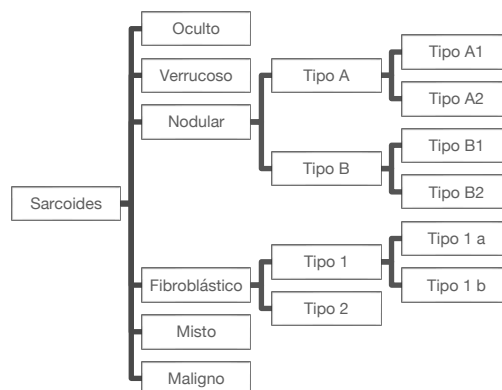 Oculto
Verrucoso
Nodular
Tipo A
Tipo A1
Tipo A2
Tipo B
Tipo B1
Tipo B2
Sarcoides
Fibroblástico
Tipo 1
Tipo 1 a
Tipo 1 b
Tipo 2
Misto
Maligno